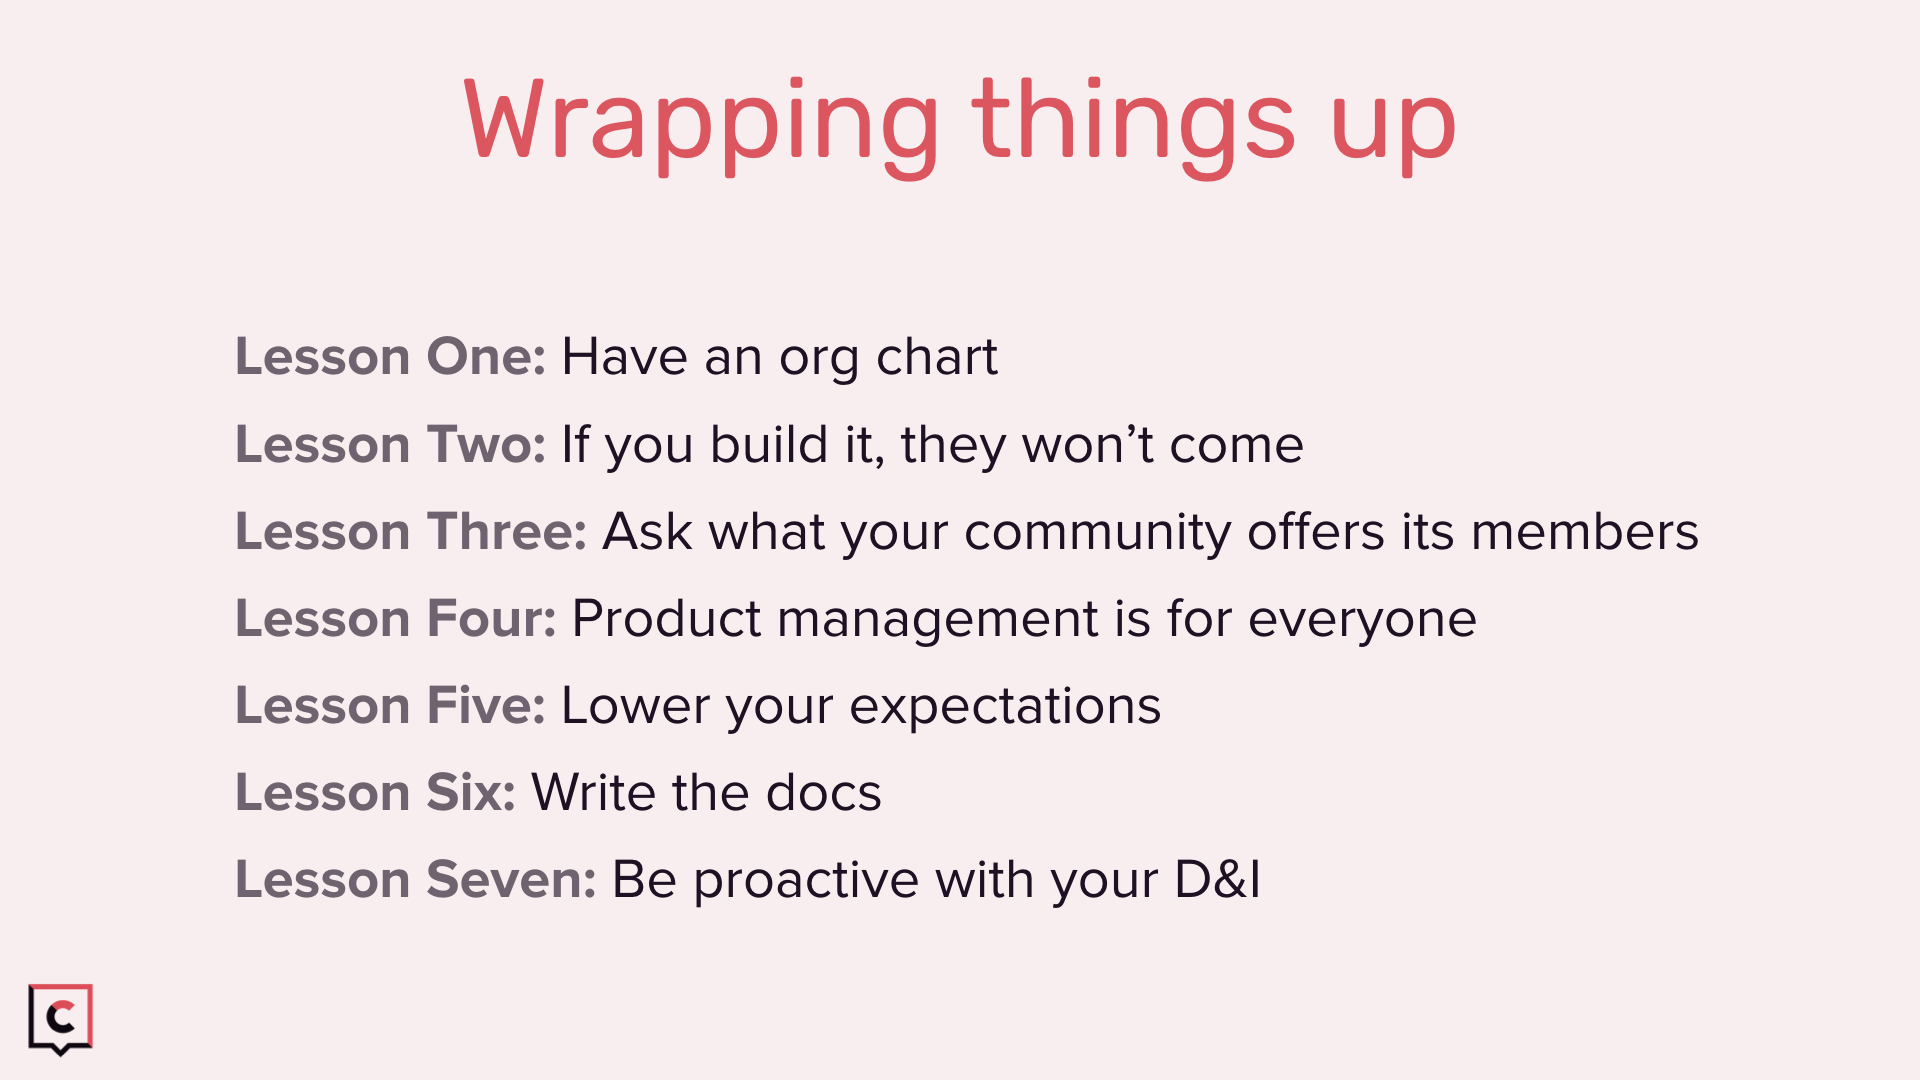 Wrapping things up
Lesson One: Have an org chart
Lesson Two: If you build it, they won’t come
Lesson Three: Ask what your community offers its members
Lesson Four: Product management is for everyone
Lesson Five: Lower your expectations
Lesson Six: Write the docs
Lesson Seven: Be proactive with your D&I
C